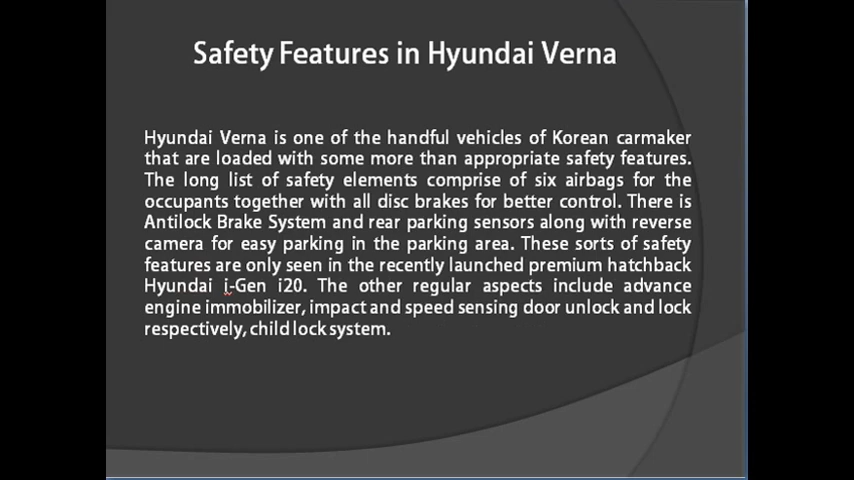 Safety Features in Hyundai Verna
Hyundai Verna is one of the handful vehicles of Korean carmaker
that are loaded with some more than appropriate safety features.
The long list of safety elements comprise of six airbags for the
occupants together with all disc brakes for better control. There is
Antilock Brake System and rear parking sensors along with reverse
camera for easy parking in the parking area. These sorts of safety
features are only seen in the recently launched premium hatchback
Hyundai i-Gen i20. The other regular aspects include advance
engine immobilizer, impact and speed sensing door unlock and lock
respectively, child lock system.